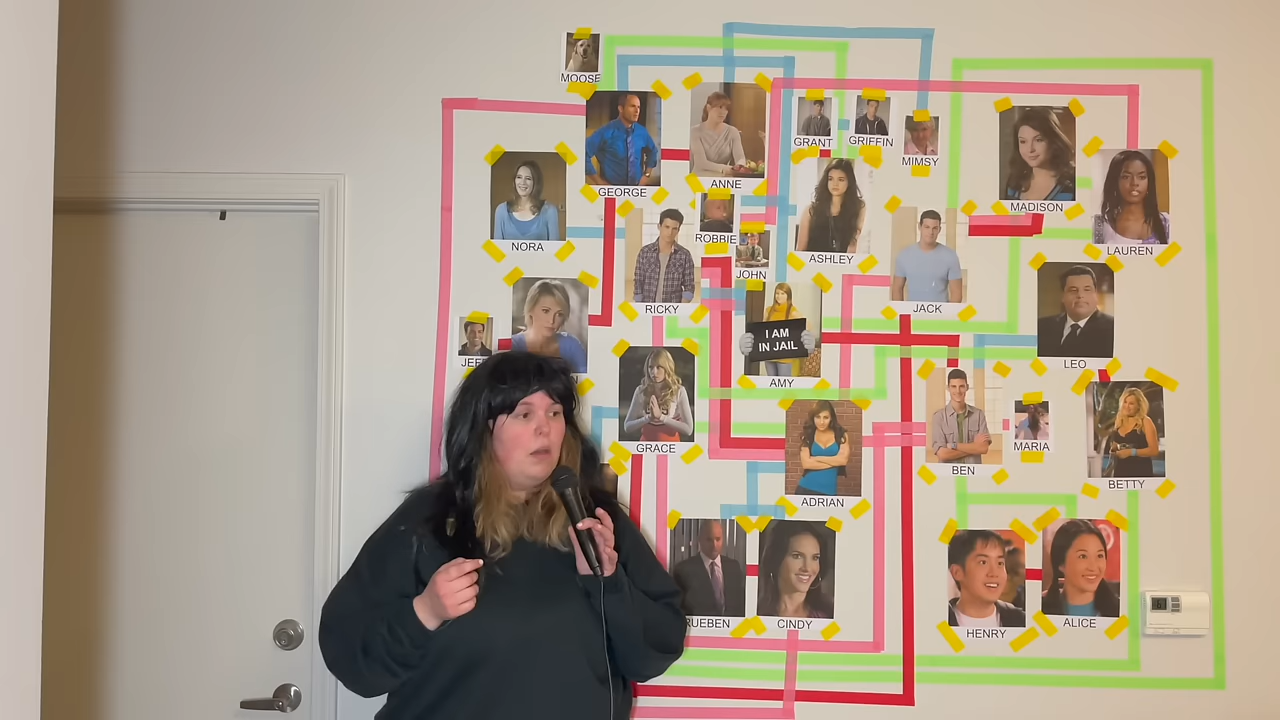 MOOSE
GRANT
GRIFFIN
MIMSY
GEORGE
ANNE
MADISON
NORA
ROBBIE
ASHLEY
LAUREN
JOHN
RICKY
JACK
I AM
IN JAIL
LEO
AMY
GRACE
MARIA
BEN
BETTY
ADRIAN
RUEBEN
CINDY
HENRY
ALICE